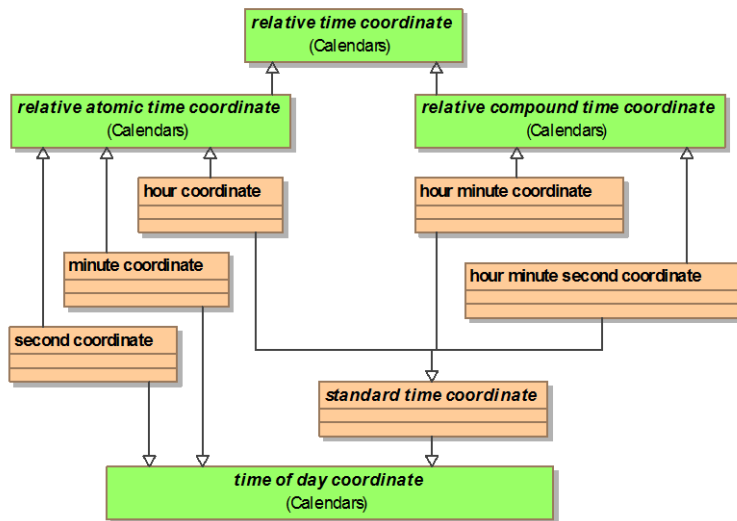 relative time coordinate
(Calendars)
relative atomic time coordinate
(Calendars)
relative compound time coordinate
(Calendars)
hour coordinate
hour minute coordinate
minute coordinate
hour minute second coordinate
second coordinate
standard time coordinate
time of day coordinate
(Calendars)